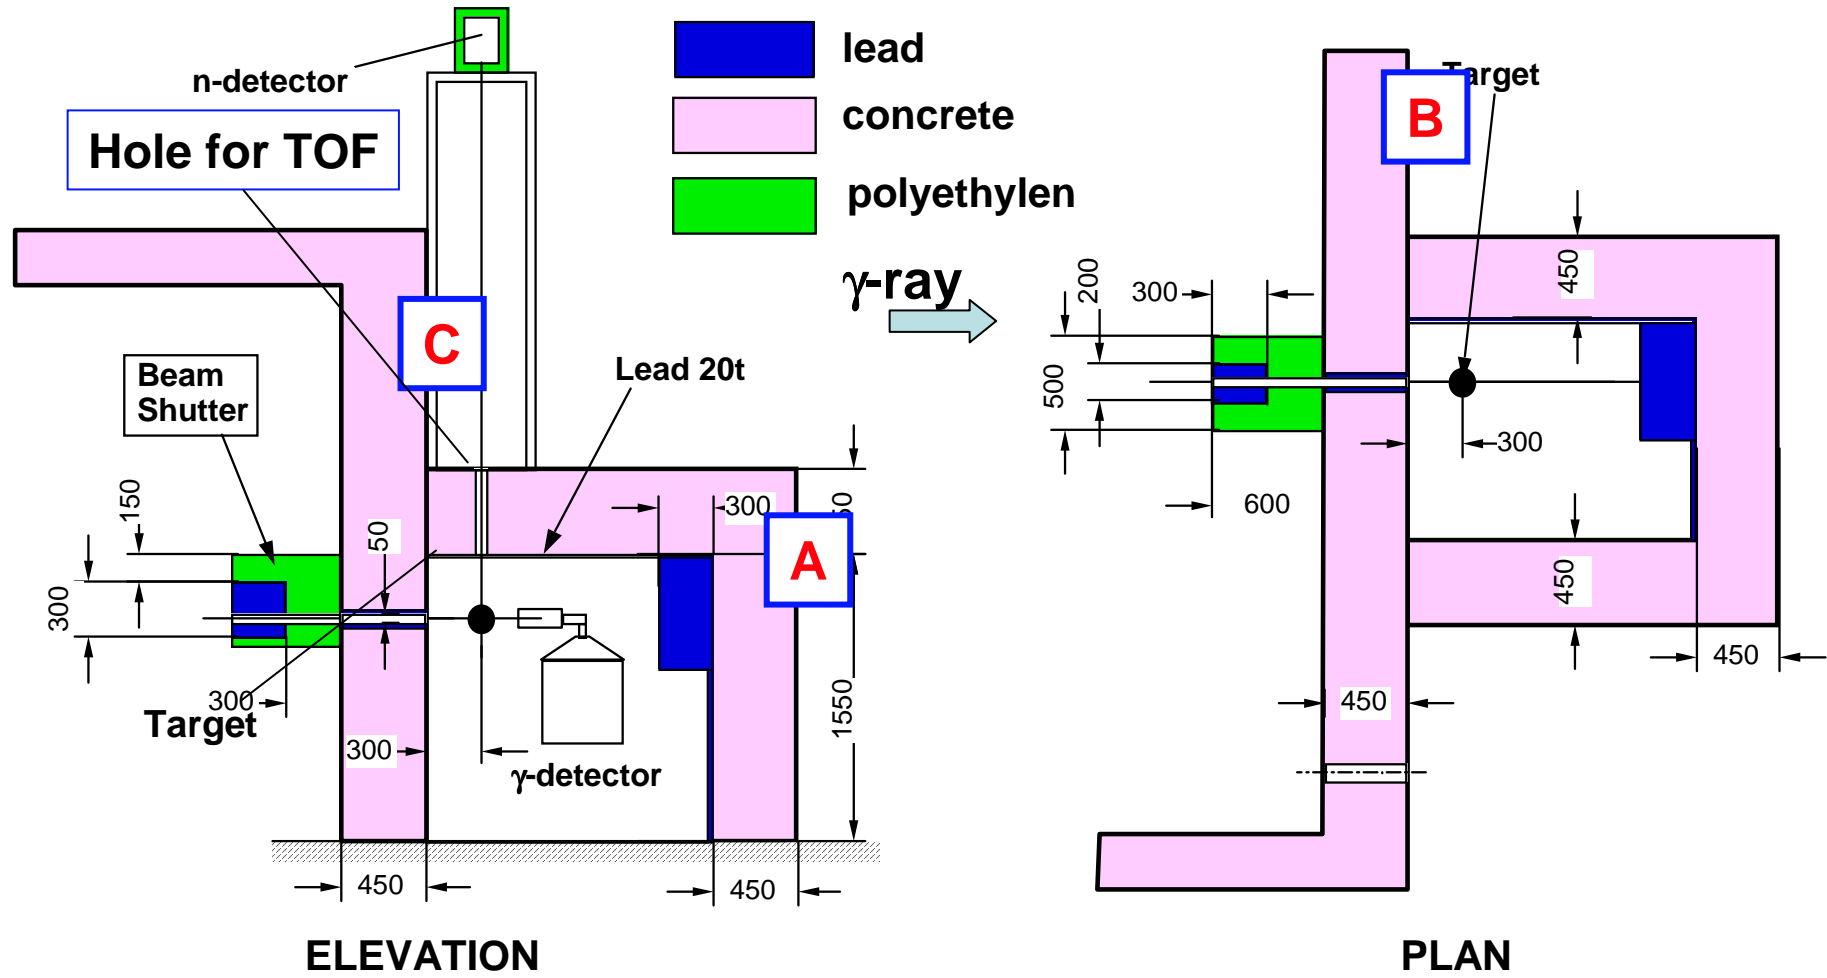 n-detector
Hole for TOF
lead
concrete
polyethylen
γ-ray
C
Lead 20t
Beam
Shutter
150
50
300
300
50
A
300
Target
300
γ-detector
1550
450
450
ELEVATION
Target
B
450
200
300
500
300
600
450
450
450
PLAN